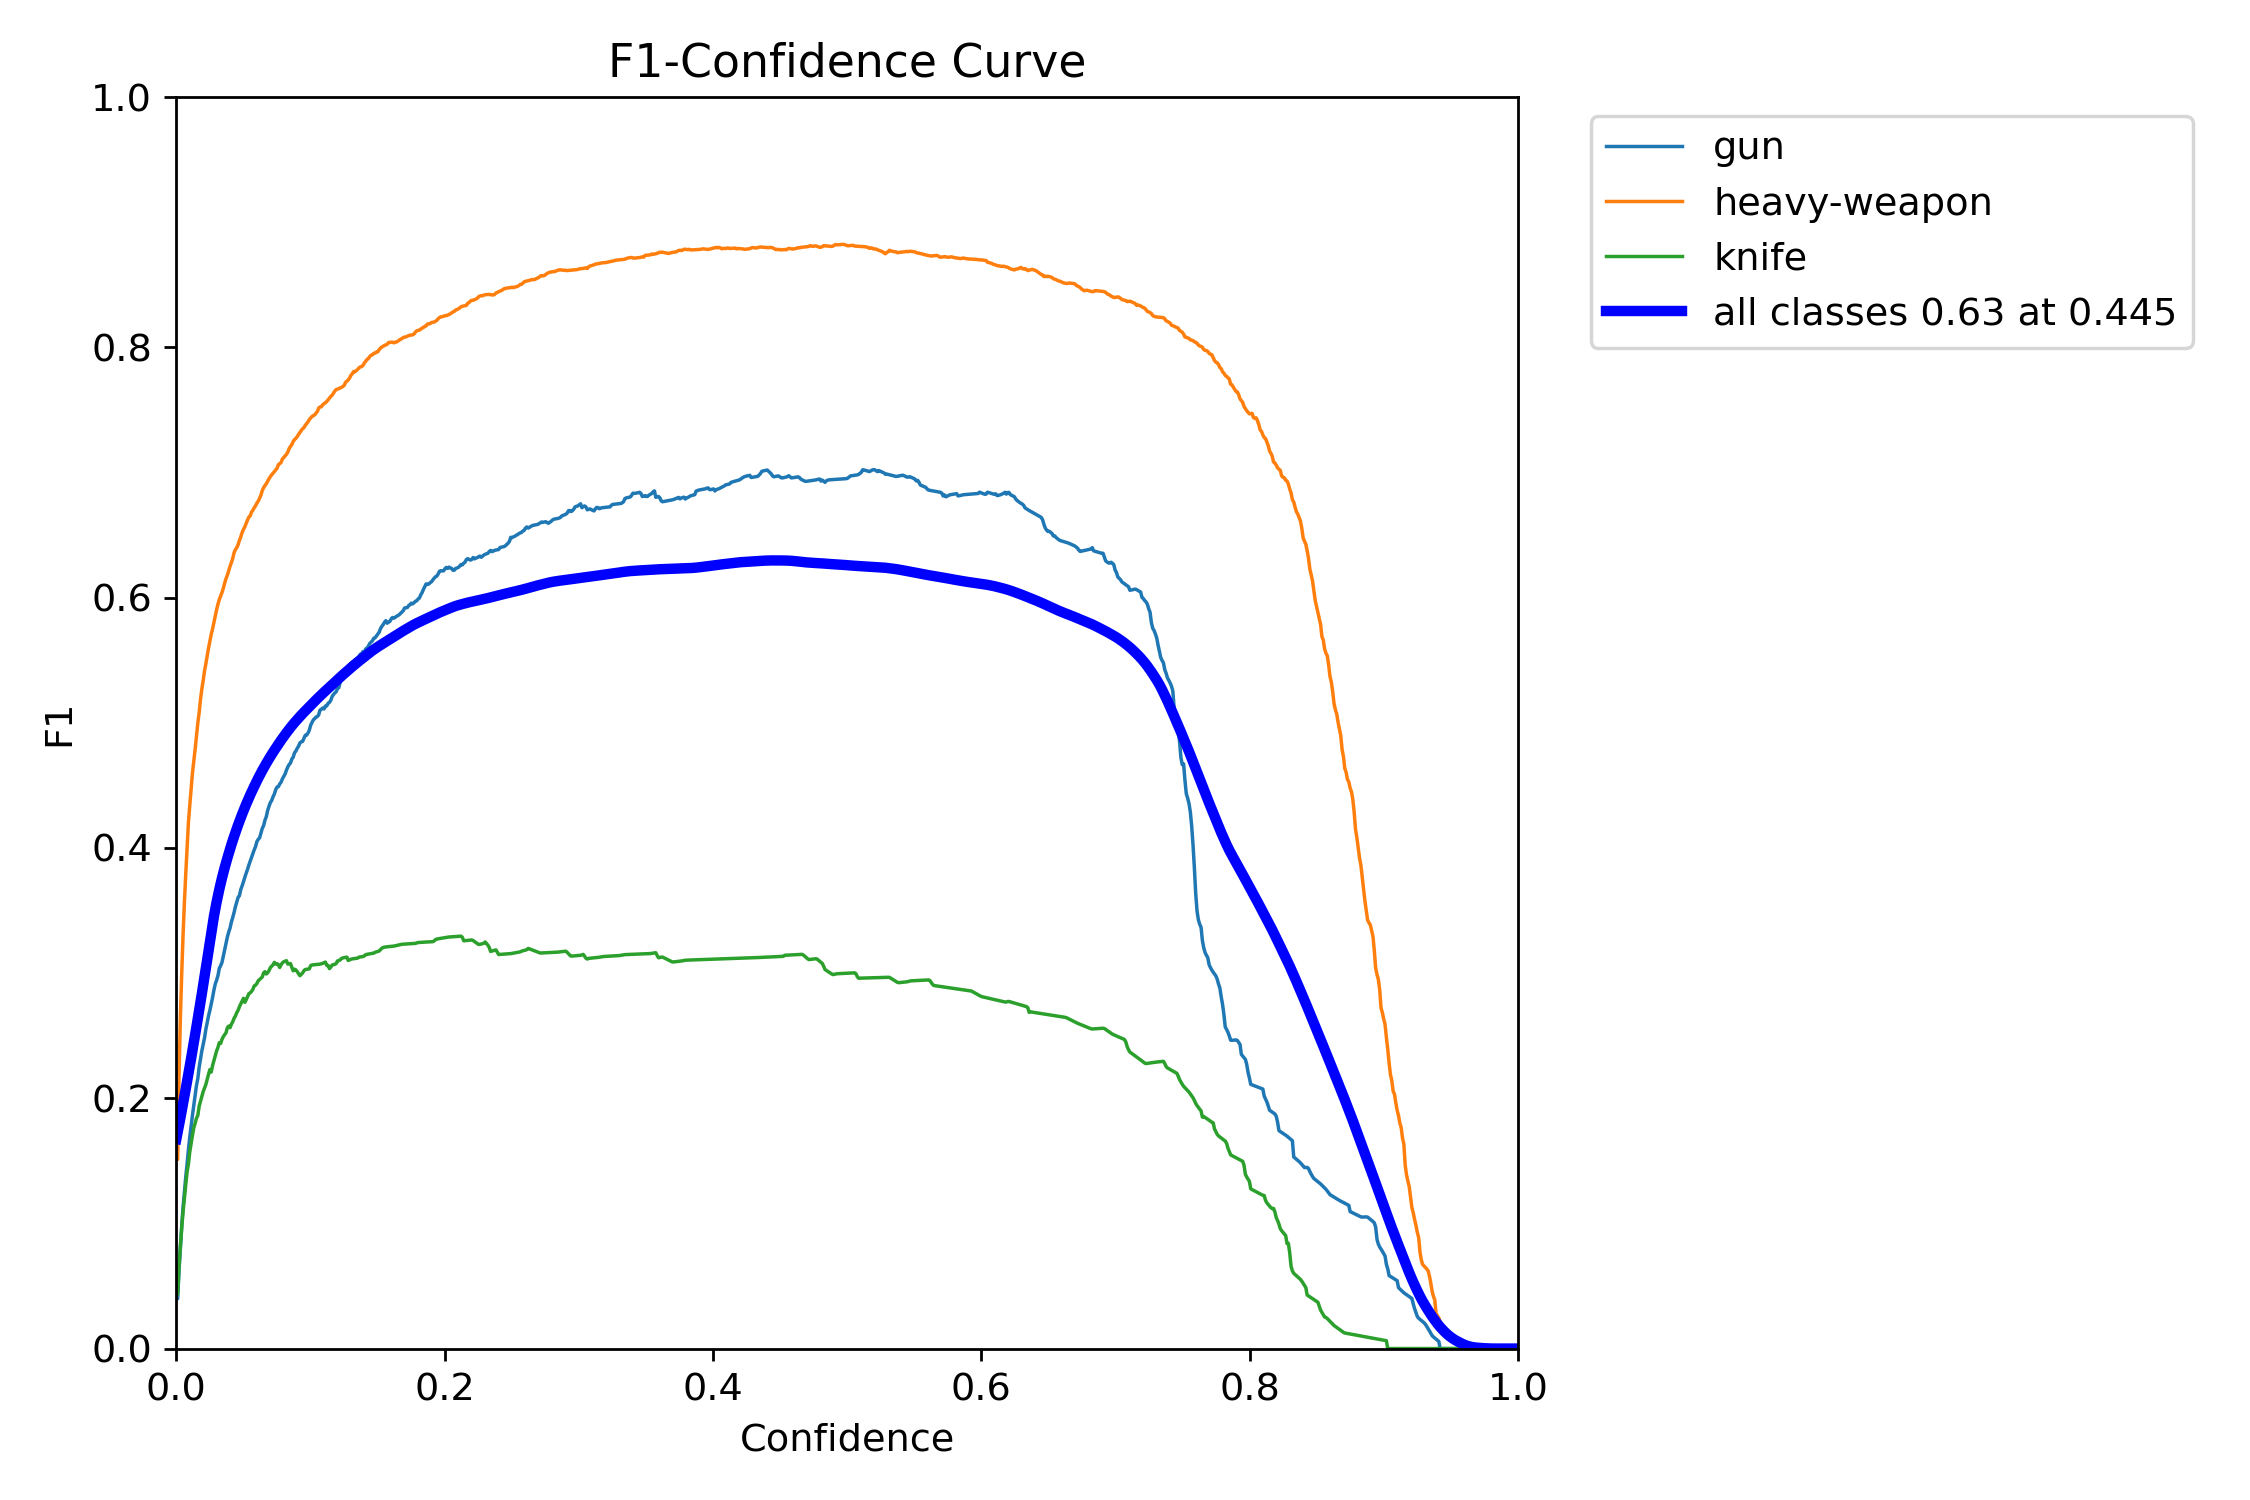 F1-Confidence Curve
1.0
0.8
0.6
0.4
0.2
0.0
F1
0.0 0.2 0.4 0.6 0.8 1.0
Confidence
gun
heavy-weapon
knife
all classes 0.63 at 0.445